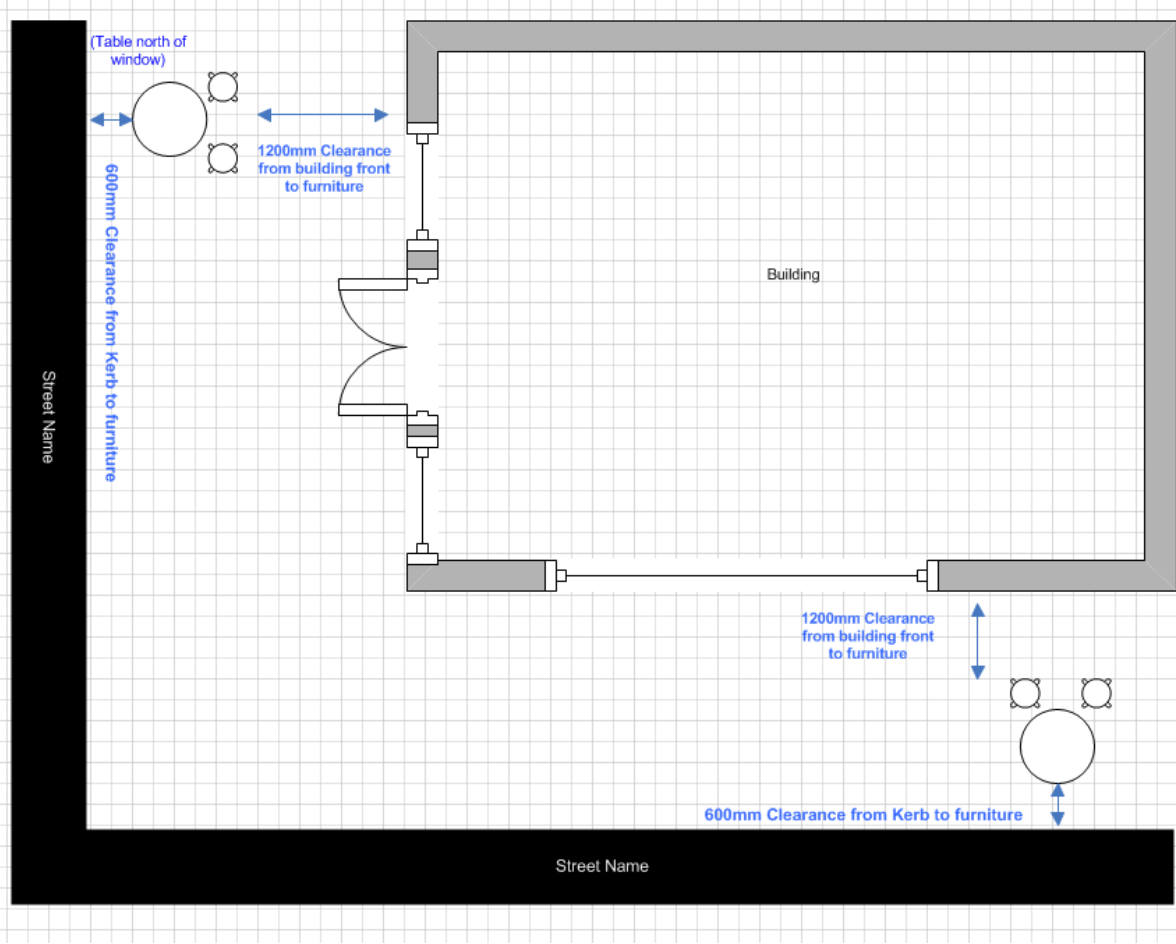 (Table north of
window)
1200mm Clearance
from building front
to furniture
600mm Clearance from Kerb to furniture
Building
Street Name
1200mm Clearance
from building front
to furniture
600mm Clearance from Kerb to furniture
Street Name